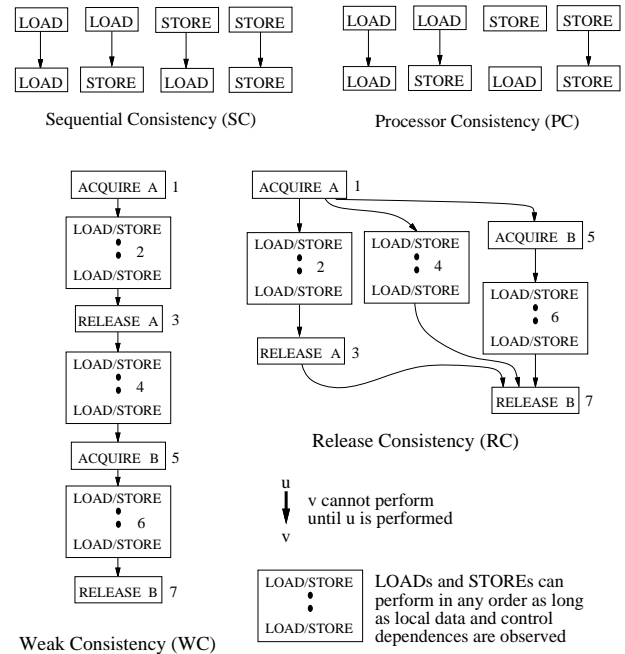 LOAD LOAD STORE STORE
LOAD STORE LOAD STORE
Sequential Consistency (SC)
LOAD LOAD STORE STORE
LOAD STORE LOAD STORE
Processor Consistency (PC)
ACQUIRE A 1
LOAD/STORE
2
LOAD/STORE
RELEASE A 3
LOAD/STORE
4
LOAD/STORE
ACQUIRE B 5
LOAD/STORE
6
LOAD/STORE
RELEASE B 7
Weak Consistency (WC)
ACQUIRE A 1
LOAD/STORE
2
LOAD/STORE
RELEASE A 3
LOAD/STORE
4
LOAD/STORE
ACQUIRE B 5
LOAD/STORE
6
LOAD/STORE
RELEASE B 7
Release Consistency (RC)
u
v cannot perform
until u is performed
v
LOAD/STORE
LOAD/STORE
LOADs and STOREs can
perform in any order as long
as local data and control
dependences are observed